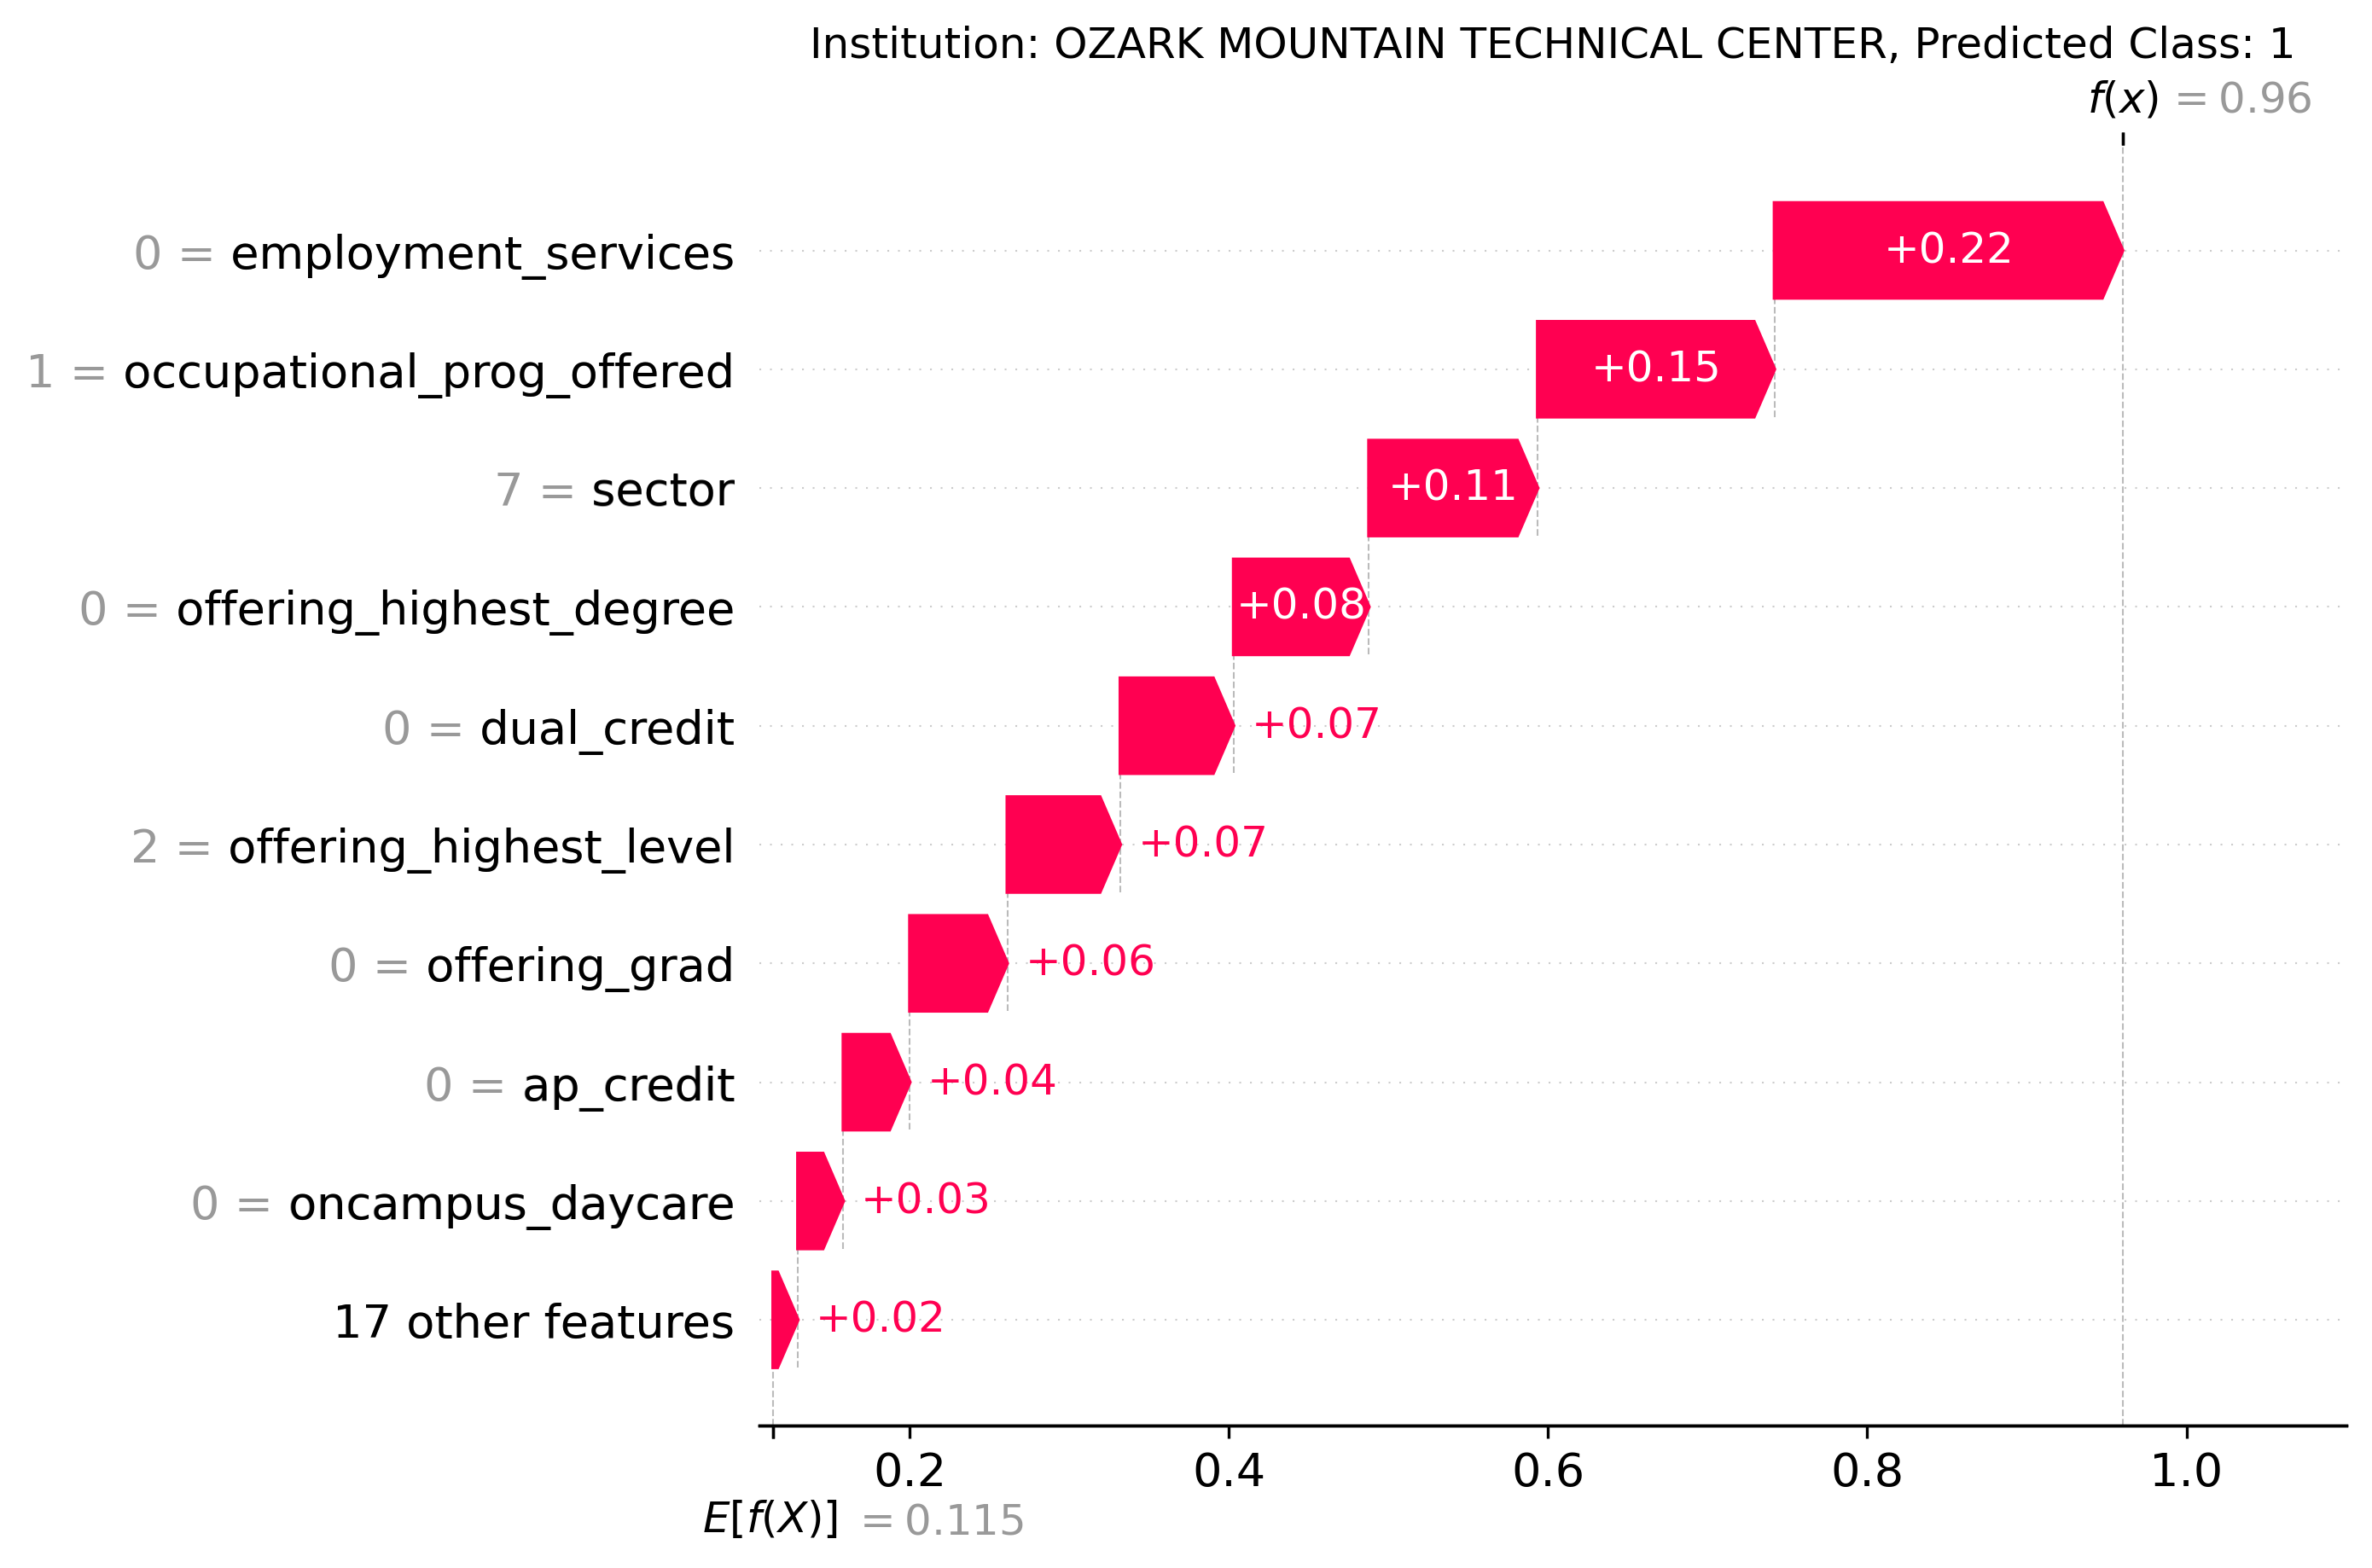 Institution: OZARK MOUNTAIN TECHNICAL CENTER, Predicted Class: 1
f(x) = 0.96
0 = employment_services +0.22
1 = occupational_prog_offered +0.15
7 = sector +0.11
0 = offering_highest_degree +0.08
0 = dual_credit +0.07
2 = offering_highest_level +0.07
0 = offering_grad +0.06
0 = ap_credit +0.04
0 = oncampus_daycare +0.03
17 other features +0.02
0.2 0.4 0.6 0.8 1.0
E[f(X)] = 0.115